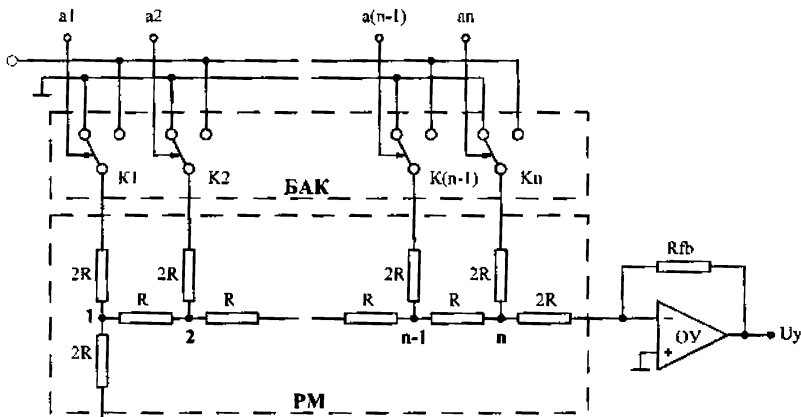 a1 a2 a(n-1) an
K1 K2 БАК K(n-1) Kn
Rfb
2R 2R 2R 2R
R R R R 2R
1 2 n-1 n
− ОУ Uy
+
2R
РМ